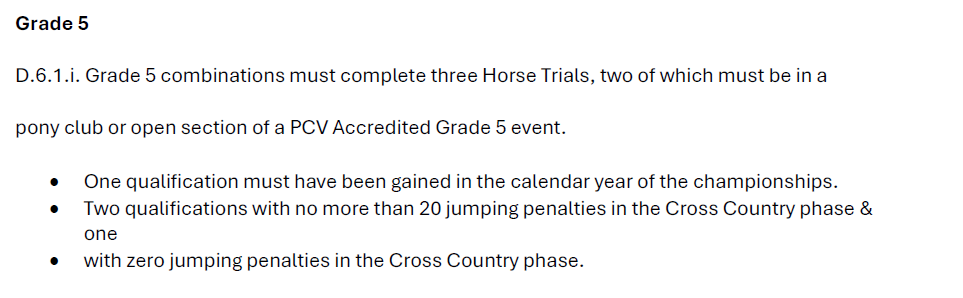 Grade 5
D.6.1.i. Grade 5 combinations must complete three Horse Trials, two of which must be in a
pony club or open section of a PCV Accredited Grade 5 event.
• One qualification must have been gained in the calendar year of the championships.
• Two qualifications with no more than 20 jumping penalties in the Cross Country phase &
one
• with zero jumping penalties in the Cross Country phase.